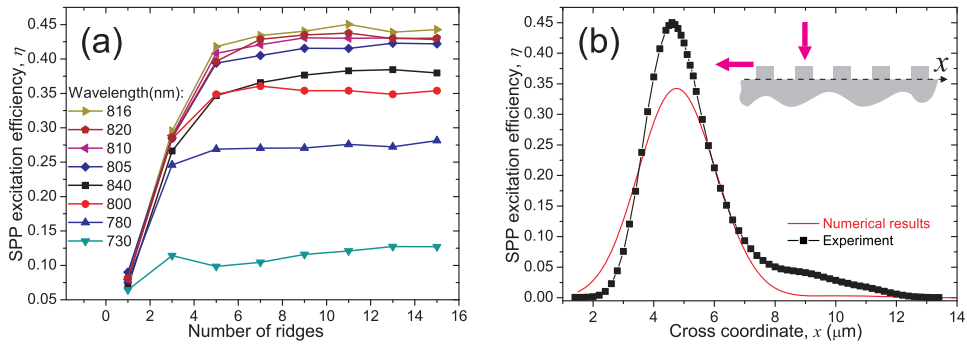 (a)
SPP excitation efficiency, η
0.45
0.40
0.35
0.30
0.25
0.20
0.15
0.10
0.05
Wavelength(nm):
816
820
810
805
840
800
780
730
0 2 4 6 8 10 12 14 16
Number of ridges
(b)
SPP excitation efficiency, η
0.45
0.40
0.35
0.30
0.25
0.20
0.15
0.10
0.05
0.00
x
Numerical results
Experiment
2 4 6 8 10 12 14
Cross coordinate, x (μm)